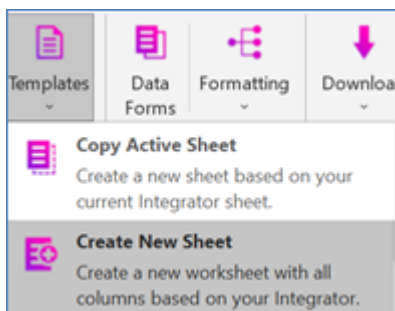 Templates
Data
Forms
Formatting
Downloa
Copy Active Sheet
Create a new sheet based on your
current Integrator sheet.
Create New Sheet
Create a new worksheet with all
columns based on your Integrator.